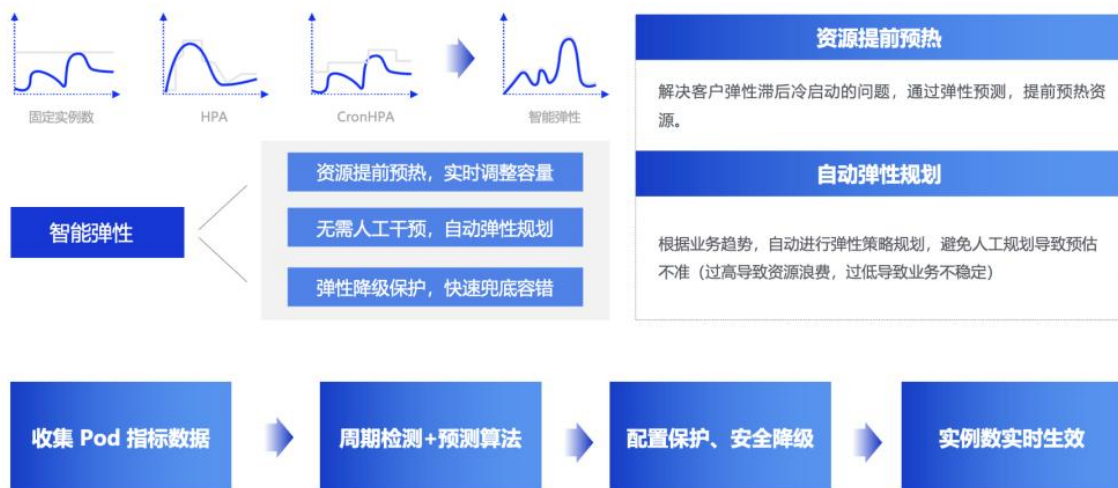 固定实例数
HPA
CronHPA
智能弹性
智能弹性
资源提前预热，实时调整容量
无需人工干预，自动弹性规划
弹性降级保护，快速兜底容错
资源提前预热
解决客户弹性滞后冷启动的问题，通过弹性预测，提前预热资
源。
自动弹性规划
根据业务趋势，自动进行弹性策略规划，避免人工规划导致预估
不准（过高导致资源浪费，过低导致业务不稳定）
收集 Pod 指标数据
周期检测+预测算法
配置保护、安全降级
实例数实时生效